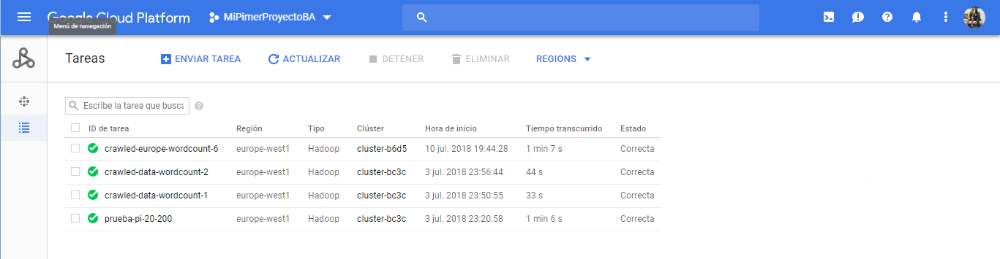 Google Cloud Platform MiPimerProyectoBA
Menú de navegación
Tareas ENVIAR TAREA ACTUALIZAR DETENER ELIMINAR REGIONS
Escribe la tarea que busca
ID de tarea Región Tipo Clúster Hora de inicio Tiempo transcurrido Estado
crawled-europe-wordcount-6 europe-west1 Hadoop cluster-b6d5 10 jul. 2018 19:44:28 1 min 7 s Correcta
crawled-data-wordcount-2 europe-west1 Hadoop cluster-bc3c 3 jul. 2018 23:56:44 44 s Correcta
crawled-data-wordcount-1 europe-west1 Hadoop cluster-bc3c 3 jul. 2018 23:50:55 33 s Correcta
prueba-pi-20-200 europe-west1 Hadoop cluster-bc3c 3 jul. 2018 23:20:58 1 min 6 s Correcta